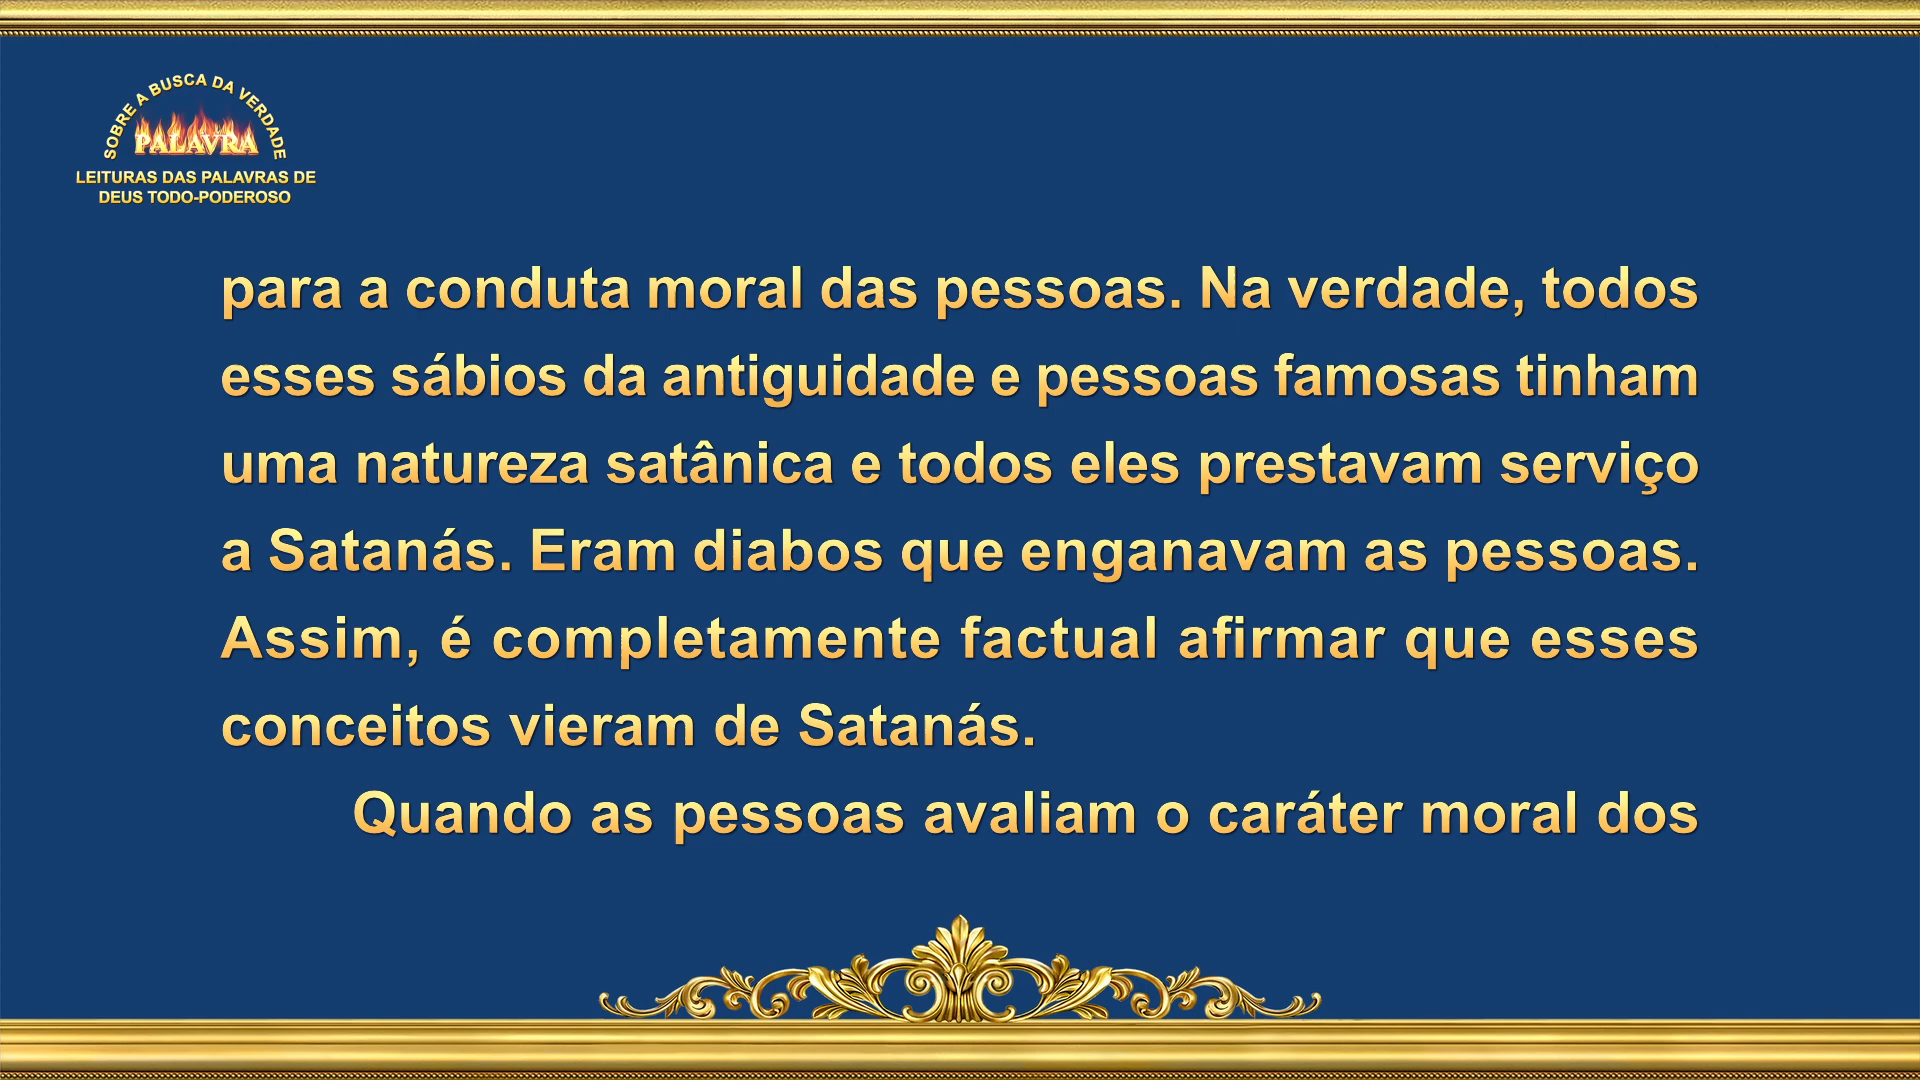 SOBRE A BUSCA DA VERDADE
PALAVRA
LEITURAS DAS PALAVRAS DE
DEUS TODO-PODEROSO
para a conduta moral das pessoas. Na verdade, todos
esses sábios da antiguidade e pessoas famosas tinham
uma natureza satânica e todos eles prestavam serviço
a Satanás. Eram diabos que enganavam as pessoas.
Assim, é completamente factual afirmar que esses
conceitos vieram de Satanás.
Quando as pessoas avaliam o caráter moral dos